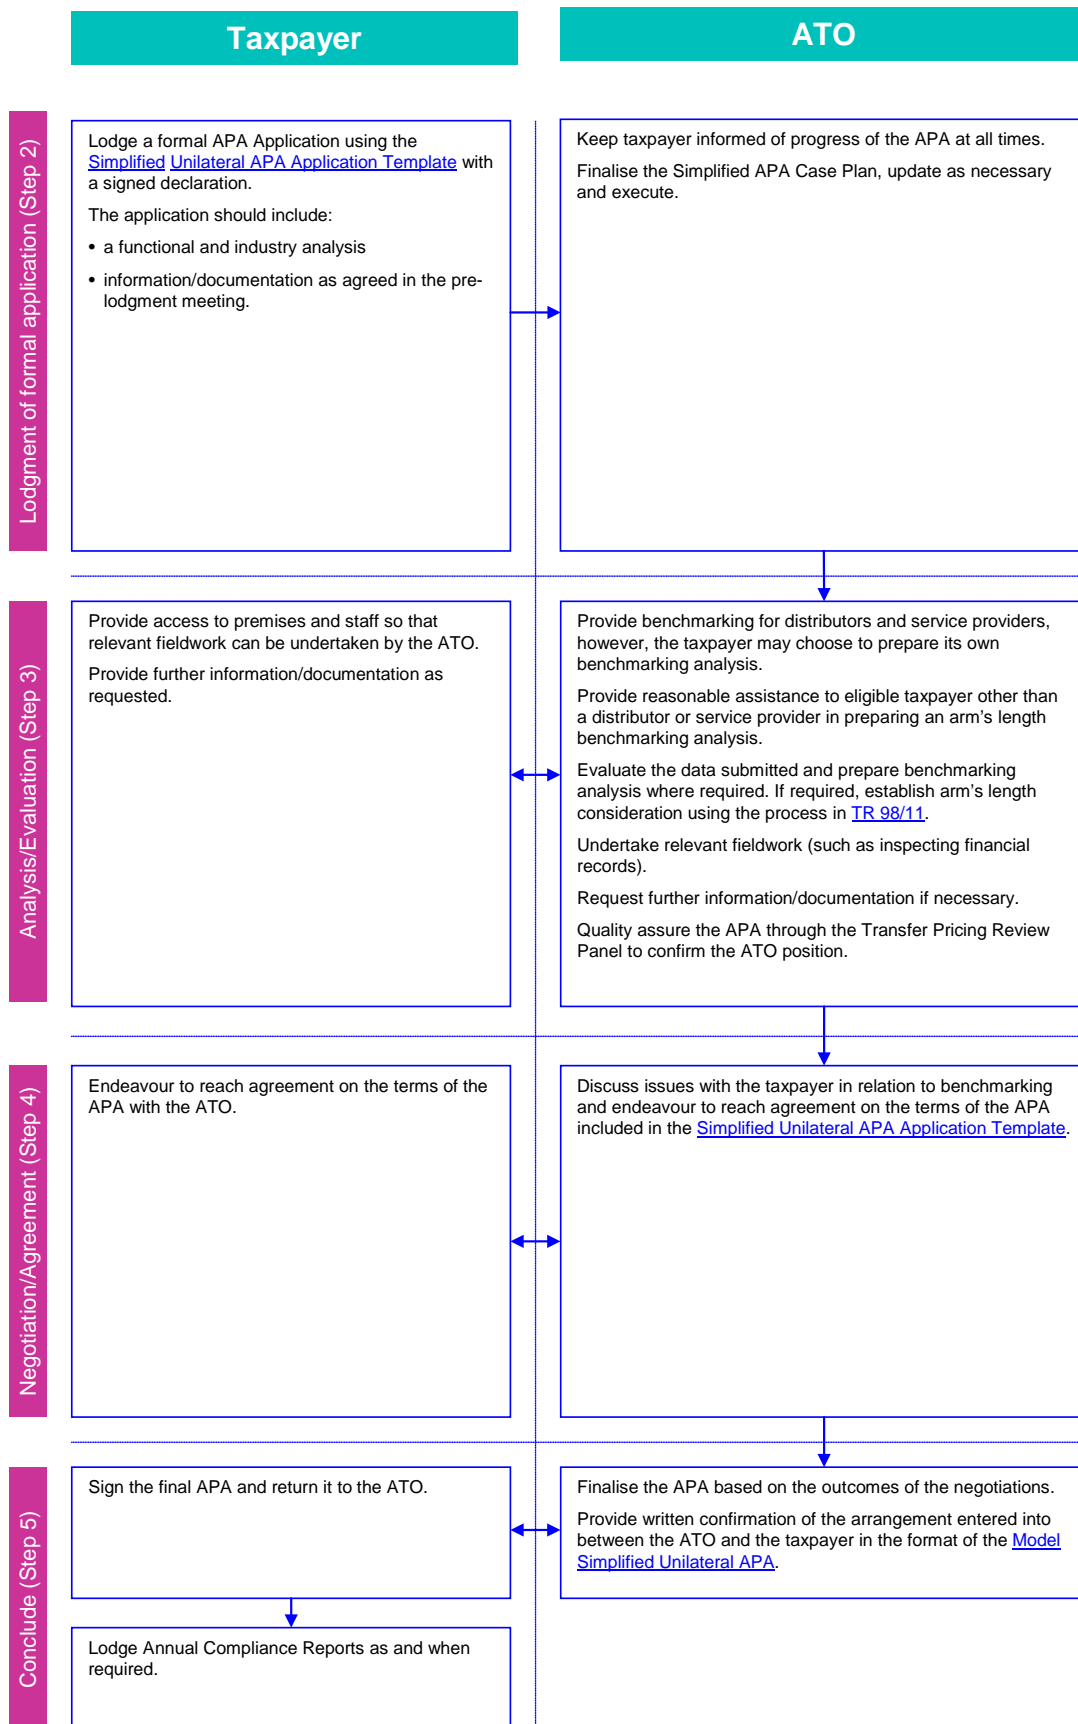 Taxpayer
ATO
Lodgment of formal application (Step 2)
Lodge a formal APA Application using the
Simplified Unilateral APA Application Template with
a signed declaration.
The application should include:
• a functional and industry analysis
• information/documentation as agreed in the pre-
lodgment meeting.
Keep taxpayer informed of progress of the APA at all times.
Finalise the Simplified APA Case Plan, update as necessary
and execute.
Analysis/Evaluation (Step 3)
Provide access to premises and staff so that
relevant fieldwork can be undertaken by the ATO.
Provide further information/documentation as
requested.
Provide benchmarking for distributors and service providers,
however, the taxpayer may choose to prepare its own
benchmarking analysis.
Provide reasonable assistance to eligible taxpayer other than
a distributor or service provider in preparing an arm's length
benchmarking analysis.
Evaluate the data submitted and prepare benchmarking
analysis where required. If required, establish arm's length
consideration using the process in TR 98/11.
Undertake relevant fieldwork (such as inspecting financial
records).
Request further information/documentation if necessary.
Quality assure the APA through the Transfer Pricing Review
Panel to confirm the ATO position.
Negotiation/Agreement (Step 4)
Endeavour to reach agreement on the terms of the
APA with the ATO.
Discuss issues with the taxpayer in relation to benchmarking
and endeavour to reach agreement on the terms of the APA
included in the Simplified Unilateral APA Application Template.
Conclude (Step 5)
Sign the final APA and return it to the ATO.
Finalise the APA based on the outcomes of the negotiations.
Provide written confirmation of the arrangement entered into
between the ATO and the taxpayer in the format of the Model
Simplified Unilateral APA.
Lodge Annual Compliance Reports as and when
required.